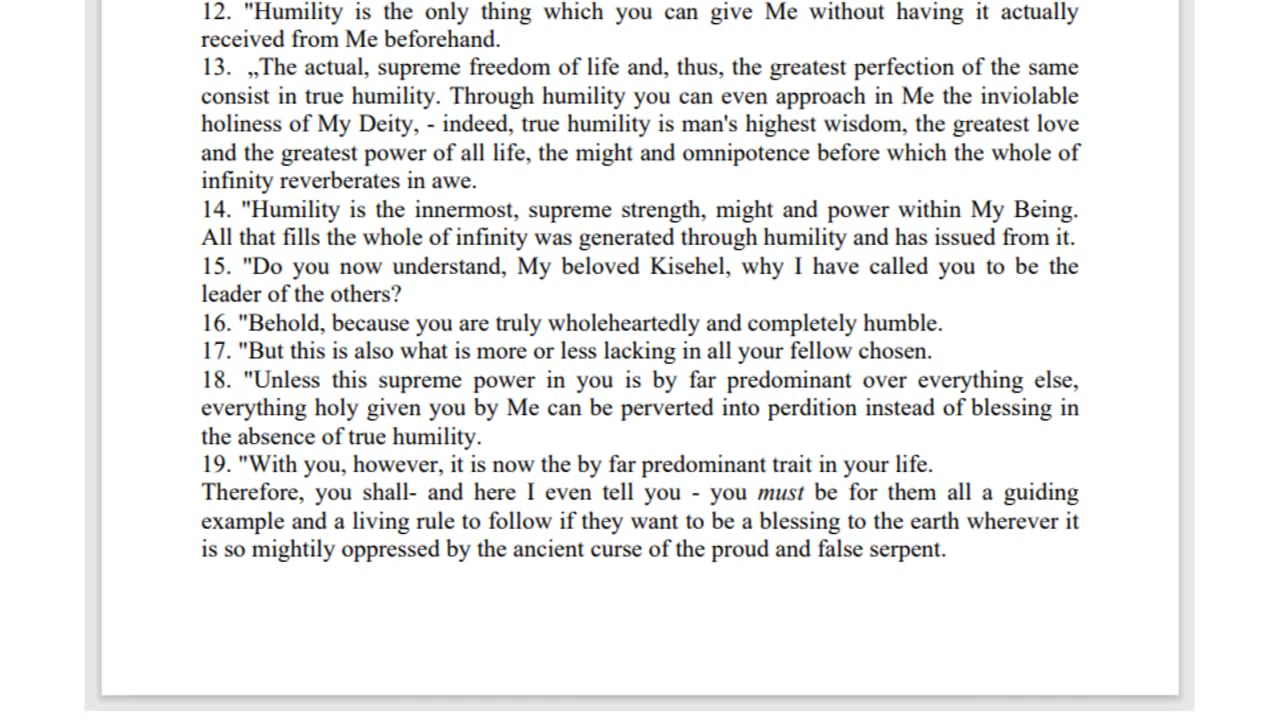 12. "Humility is the only thing which you can give Me without having it actually
received from Me beforehand.
13. „The actual, supreme freedom of life and, thus, the greatest perfection of the same
consist in true humility. Through humility you can even approach in Me the inviolable
holiness of My Deity, - indeed, true humility is man's highest wisdom, the greatest love
and the greatest power of all life, the might and omnipotence before which the whole of
infinity reverberates in awe.
14. "Humility is the innermost, supreme strength, might and power within My Being.
All that fills the whole of infinity was generated through humility and has issued from it.
15. "Do you now understand, My beloved Kisehel, why I have called you to be the
leader of the others?
16. "Behold, because you are truly wholeheartedly and completely humble.
17. "But this is also what is more or less lacking in all your fellow chosen.
18. "Unless this supreme power in you is by far predominant over everything else,
everything holy given you by Me can be perverted into perdition instead of blessing in
the absence of true humility.
19. "With you, however, it is now the by far predominant trait in your life.
Therefore, you shall- and here I even tell you - you must be for them all a guiding
example and a living rule to follow if they want to be a blessing to the earth wherever it
is so mightily oppressed by the ancient curse of the proud and false serpent.